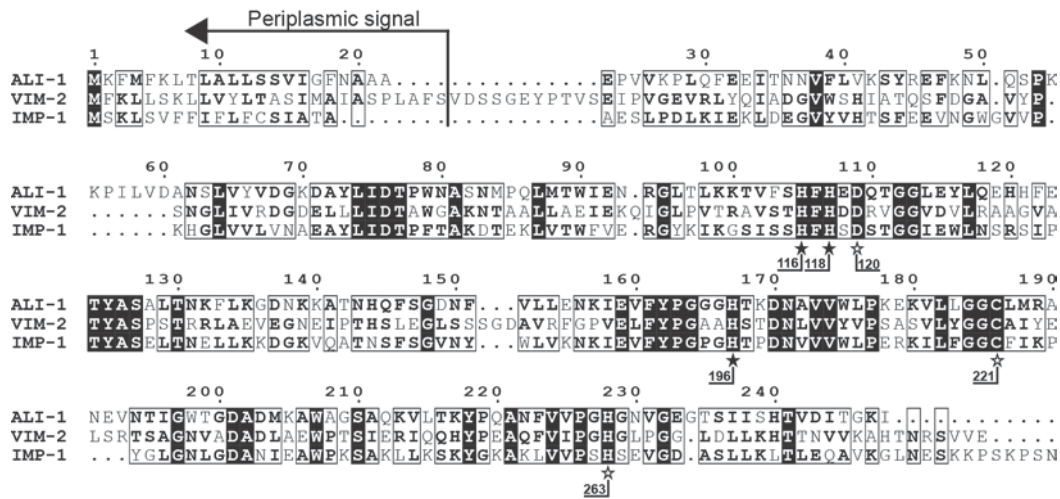 Periplasmic signal
1 10 20 30 40 50
ALI-1 MKFMFKLTLALLSSVIGFNAAA...............EPVVKPLQFEEITNNVFLVKSYREFKNL.QSPK
VIM-2 MFKLLSKLLVYLTASIMAIASPLAFSVDSSGEYPTVSEIPVGEVRLYQIADGVWSHIATQSFDGA.VYP.
IMP-1 MSKLSVFFIFLFCSIATA...................AESLPDLKIEKLDEGVYVHTSFEEVNGWGVVP.
60 70 80 90 100 110 120
ALI-1 KPILVDANSLVYVDGKDAYLIDTPWNASNMPQLMTWIEN.RGLTLKKTVFSHFHEDQTGGLEYLQEHHFE
VIM-2 ......SNGLIVRDGDELLLIDTAWGAKNTAALLAEIEKQIGLPVTRAVSTHFHDDRVGGVDVLRAAGVA
IMP-1 ......KHGLVVLVNAEAYLIDTPFTAKDTEKLVTWFVE.RGYKIKGSISSHFHSDSTGGIEWLNSRSIP
116 118 120
130 140 150 160 170 180 190
ALI-1 TYASALTNKFLKGDNKKATNHQFSGDNF...VLLENKIEVFYPGGGHTKDNAVVWLPKEKVLLGGCLMRA
VIM-2 TYASPSTRRLAEVEGNEIPTHSLEGLSSSGDAVRFGPVELFYPGAAHSTDNLVVYVPSASVLYGGCAIYE
IMP-1 TYASELTNELLKKDGKVQATNSFSGVNY...WLVKNKIEVFYPGPGHTPDNVVVWLPERKILFGGCFIKP
196 221
200 210 220 230 240
ALI-1 NEVNTIGWTGDADMKAWAGSAQKVLTKYPQANFVVPGHGNVGEGTSIISHTVDITGKI............
VIM-2 LSRTSAGNVADADLAEWPTSIERIQQHYPEAQFVIPGHGLPGG.LDLLKHTTNVVKAHTNRSVVE.....
IMP-1 ...YGLGNLGDANIEAWPKSAKLLKSKYGKAKLVVPSHSEVGD.ASLLKLTLEQAVKGLNESKKPSKPSN
263